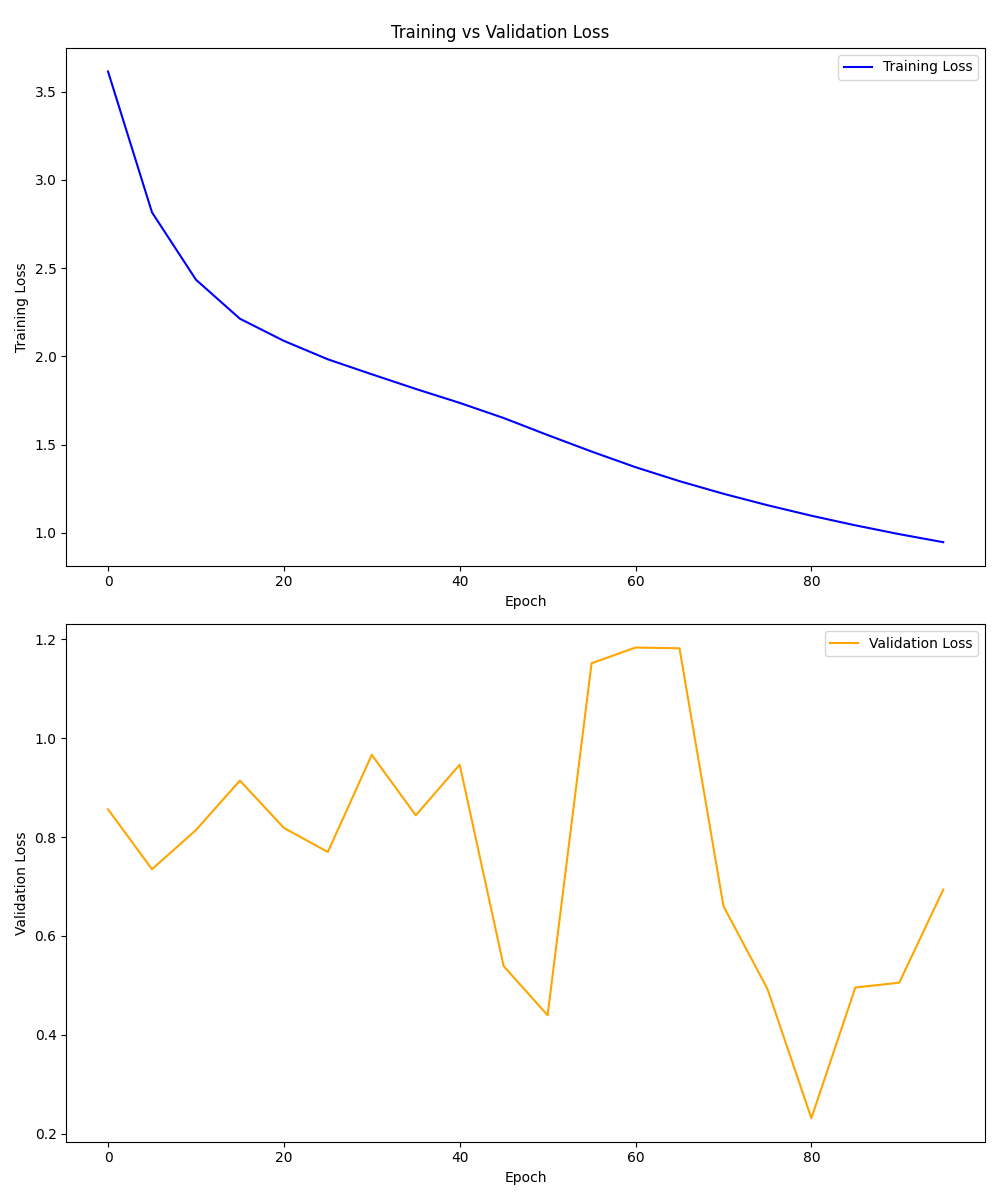 Training vs Validation Loss
Training Loss
3.5
3.0
2.5
2.0
1.5
1.0
Training Loss
0 20 40 60 80
Epoch
Validation Loss
1.2
1.0
0.8
0.6
0.4
0.2
Validation Loss
0 20 40 60 80
Epoch